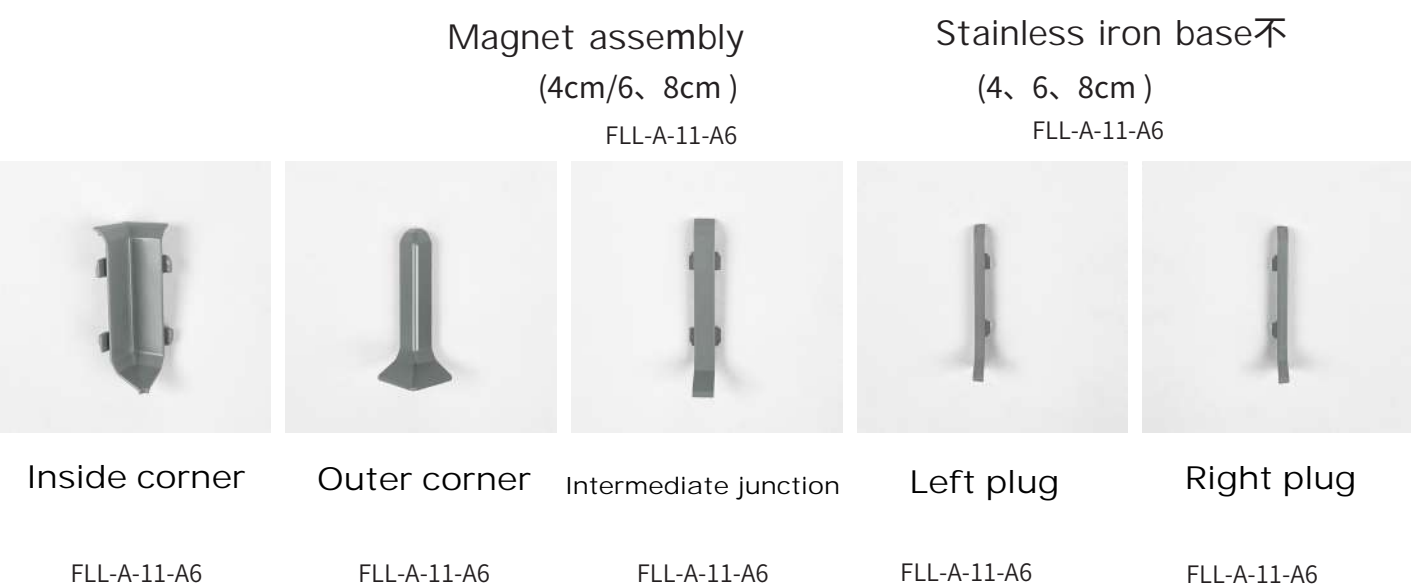 Magnet assembly
Stainless iron base不
(4cm/6、8cm )
(4、6、8cm )
FLL-A-11-A6
FLL-A-11-A6
Inside corner
Outer corner
Intermediate junction
Left plug
Right plug
FLL-A-11-A6
FLL-A-11-A6
FLL-A-11-A6
FLL-A-11-A6
FLL-A-11-A6